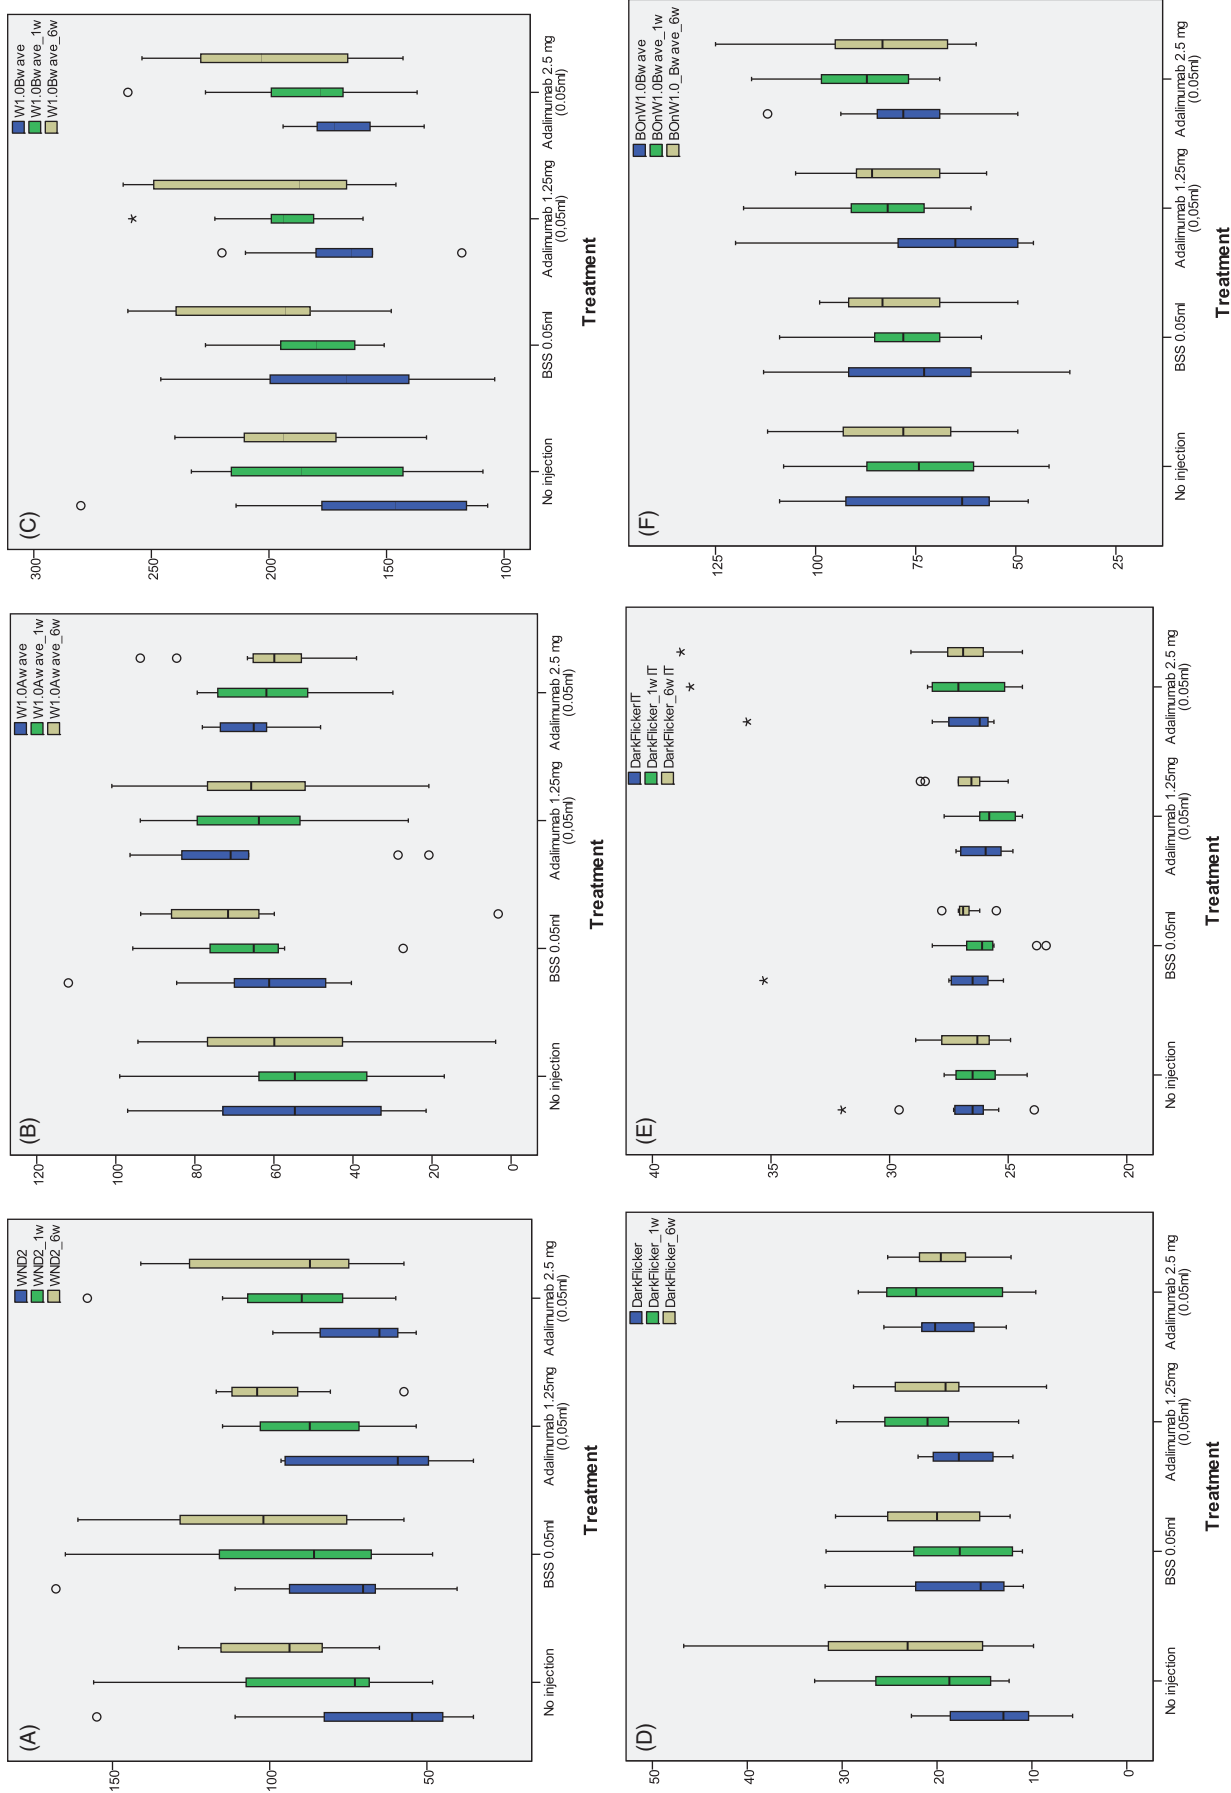 (A)
WND2
WND2_1w
WND2_6w
150
100
50
No injection
BSS 0.05ml
Adalimumab 1.25mg
(0,05ml)
Adalimumab 2.5 mg
(0.05ml)
Treatment
(B)
W1.0Aw ave
W1.0Aw ave_1w
W1.0Aw ave_6w
120
100
80
60
40
20
0
No injection
BSS 0.05ml
Adalimumab 1.25mg
(0,05ml)
Adalimumab 2.5 mg
(0.05ml)
Treatment
(C)
W1.0Bw ave
W1.0Bw ave_1w
W1.0Bw ave_6w
300
250
200
150
100
No injection
BSS 0.05ml
Adalimumab 1.25mg
(0,05ml)
Adalimumab 2.5 mg
(0.05ml)
Treatment
(D)
DarkFlicker
DarkFlicker_1w
DarkFlicker_6w
50
40
30
20
10
0
No injection
BSS 0.05ml
Adalimumab 1.25mg
(0,05ml)
Adalimumab 2.5 mg
(0.05ml)
Treatment
(E)
DarkFlickerIT
DarkFlicker_1w IT
DarkFlicker_6w IT
40
35
30
25
20
No injection
BSS 0.05ml
Adalimumab 1.25mg
(0,05ml)
Adalimumab 2.5 mg
(0.05ml)
Treatment
(F)
BOnW1.0Bw ave
BOnW1.0Bw ave_1w
BOnW1.0_Bw ave_6w
125
100
75
50
25
No injection
BSS 0.05ml
Adalimumab 1.25mg
(0,05ml)
Adalimumab 2.5 mg
(0.05ml)
Treatment